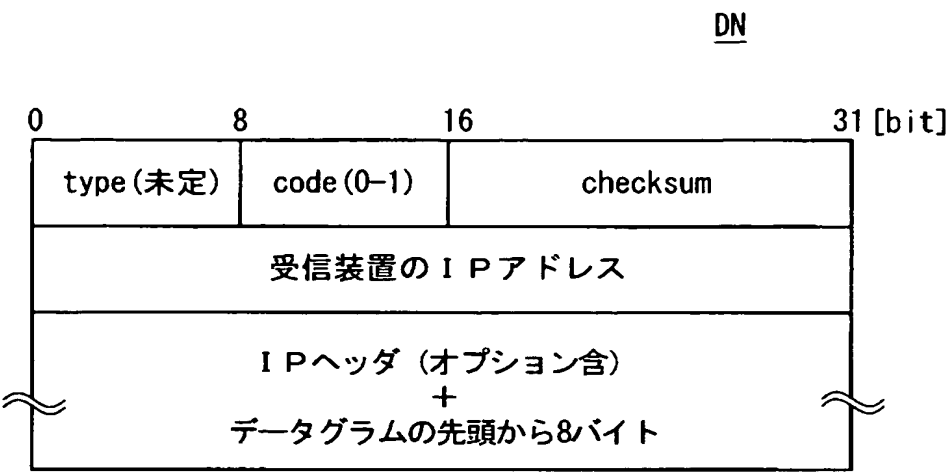 DN
0 8 16 31[bit]
type(未定) code(0-1) checksum
受信装置のＩＰアドレス
ＩＰヘッダ (オプション含)
+
データグラムの先頭から8バイト